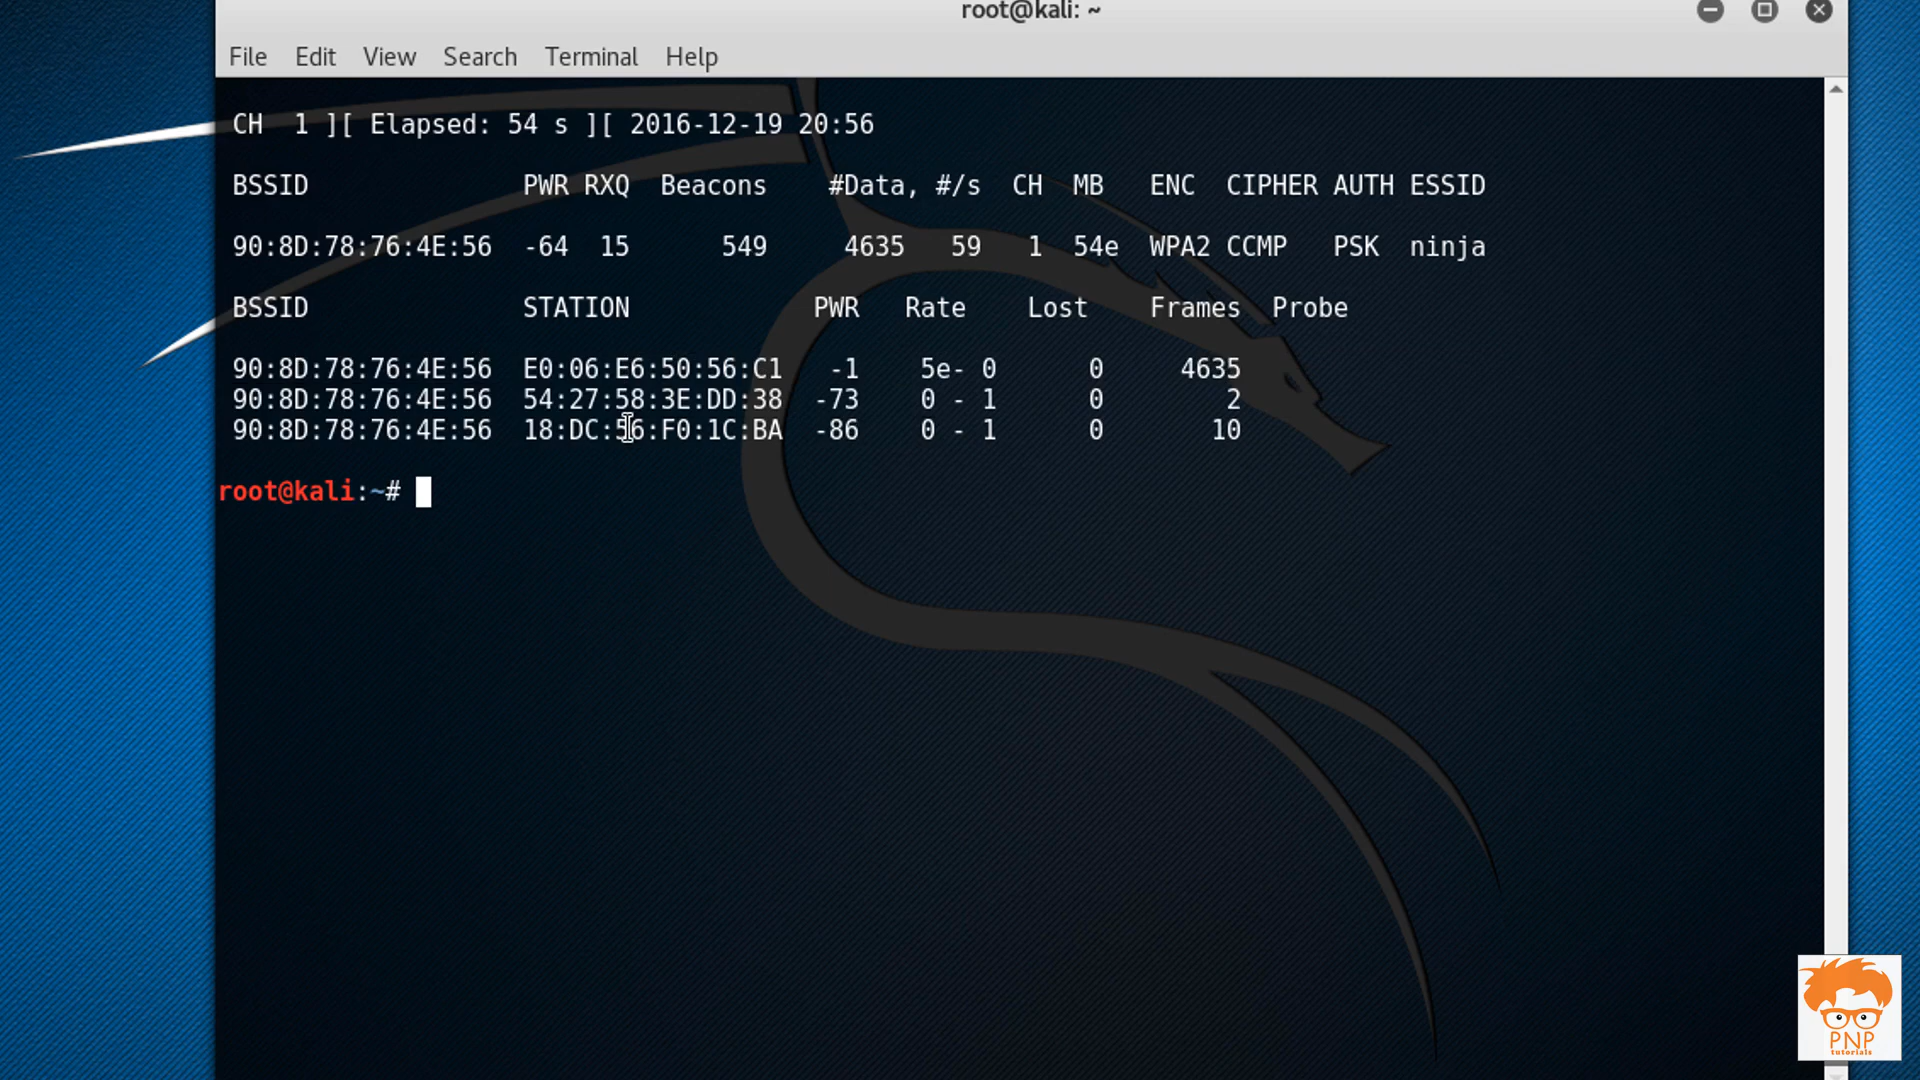 root@kali: ~
File Edit View Search Terminal Help
CH 1 ][ Elapsed: 54 s ][ 2016-12-19 20:56
BSSID PWR RXQ Beacons #Data, #/s CH MB ENC CIPHER AUTH ESSID
90:8D:78:76:4E:56 -64 15 549 4635 59 1 54e WPA2 CCMP PSK ninja
BSSID STATION PWR Rate Lost Frames Probe
90:8D:78:76:4E:56 E0:06:E6:50:56:C1 -1 5e- 0 0 4635
90:8D:78:76:4E:56 54:27:58:3E:DD:38 -73 0 - 1 0 2
90:8D:78:76:4E:56 18:DC:56:F0:1C:BA -86 0 - 1 0 10
root@kali:~#
PNP
tutorials